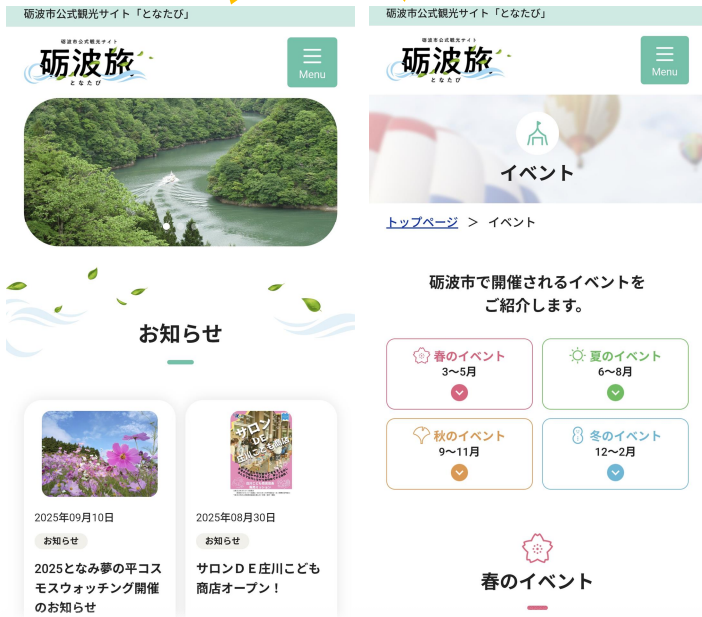 砺波市公式観光サイト「となたび」
砺波市公式観光サイト
砺波旅
となたび
Menu
お知らせ
サロン
DE
庄川こども商店
2025年09月10日
お知らせ
2025となみ夢の平コス
モスウォッチング開催
のお知らせ
2025年08月30日
お知らせ
サロンＤＥ庄川こども
商店オープン！
砺波市公式観光サイト「となたび」
砺波市公式観光サイト
砺波旅
となたび
Menu
イベント
トップページ ＞ イベント
砺波市で開催されるイベントを
ご紹介します。
春のイベント
3〜5月
夏のイベント
6〜8月
秋のイベント
9〜11月
冬のイベント
12〜2月
春のイベント